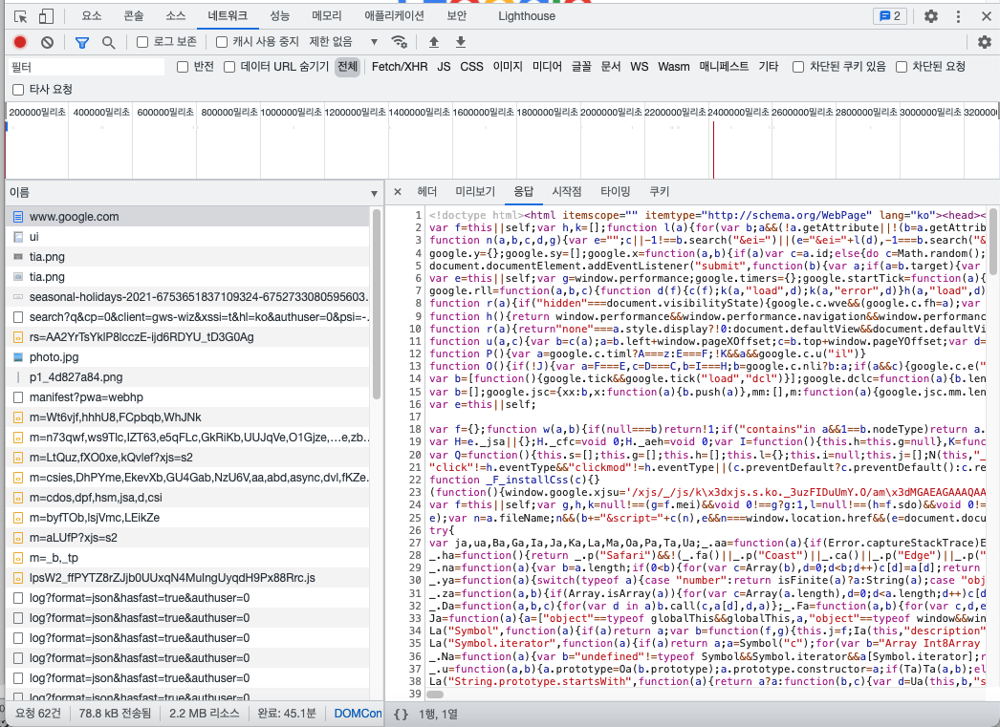 요소 콘솔 소스 네트워크 성능 메모리 애플리케이션 보안 Lighthouse 2
로그 보존 캐시 사용 중지 제한 없음
필터 반전 데이터 URL 숨기기 전체 Fetch/XHR JS CSS 이미지 미디어 글꼴 문서 WS Wasm 매니페스트 기타 차단된 쿠키 있음 차단된 요청
타사 요청
200000밀리초 400000밀리초 600000밀리초 800000밀리초 1000000밀리초 1200000밀리초 1400000밀리초 1600000밀리초 1800000밀리초 2000000밀리초 2200000밀리초 2400000밀리초 2600000밀리초 2800000밀리초 3000000밀리초 3200000
이름
www.google.com
ui
tia.png
tia.png
seasonal-holidays-2021-6753651837109324-6752733080595603.
search?q&cp=0&client=gws-wiz&xssi=t&hl=ko&authuser=0&psi=-.
rs=AA2YrTsYklP8lcczE-ijd6RDYU_tD3G0Ag
photo.jpg
p1_4d827a84.png
manifest?pwa=webhp
m=Wt6vjf,hhhU8,FCpbqb,WhJNk
m=n73qwf,ws9Tlc,IZT63,e5qFLc,GkRiKb,UUJqVe,O1Gjze,…e,zb..
m=LtQuz,fXO0xe,kQvlef?xjs=s2
m=csies,DhPYme,EkevXb,GU4Gab,NzU6V,aa,abd,async,dvl,fKZe.
m=cdos,dpf,hsm,jsa,d,csi
m=byfTOb,lsjVmc,LEikZe
m=aLUfP?xjs=s2
m=_b,_tp
IpsW2_ffPYTZ8rZJjb0UUxqN4MuIngUyqdH9Px88Rrc.js
log?format=json&hasfast=true&authuser=0
log?format=json&hasfast=true&authuser=0
log?format=json&hasfast=true&authuser=0
log?format=json&hasfast=true&authuser=0
log?format=json&hasfast=true&authuser=0
log?format=json&hasfast=true&authuser=0
요청 62건 78.8 kB 전송됨 2.2 MB 리소스 완료: 45.1분 DOMCon
헤더 미리보기 응답 시작점 타이밍 쿠키
1 <!doctype html><html itemscope="" itemtype="http://schema.org/WebPage" lang="ko"><head><
2 var f=this||self;var h,k=[];function l(a){for(var b;a&&(!a.getAttribute||!(b=a.getAttrib
3 function n(a,b,c,d,g){var e="";c||-1!==b.search("&ei=")||(e="&ei="+l(d),-1===b.search("&
4 google.y={};google.sy=[];google.x=function(a,b){if(a)var c=a.id;else{do c=Math.random();
5 document.documentElement.addEventListener("submit",function(b){var a;if(a=b.target){var
6 var e=this||self;var g=window.performance;google.timers={};google.startTick=function(a){
7 google.rll=function(a,b,c){function d(f){c(f);k(a,"load",d);k(a,"error",d)}h(a,"load",d)
8 function r(a){if("hidden"===document.visibilityState){google.c.wve&&(google.c.fh=a);var
9 function h(){return window.performance&&window.performance.navigation&&window.performanc
10 function r(a){return"none"===a.style.display?!0:document.defaultView&&document.defaultVi
11 function u(a,c){var b=c(a);a=b.left+window.pageXOffset;c=b.top+window.pageYOffset;var d=
12 function P(){var a=google.c.timl?A===z:E===F;!K&&a&&google.c.u("il")}
13 function O(){if(!J){var a=F===E,c=D===C,b=I===H;b=google.c.nli?b:a;if(a&&c){google.c.e("
14 var b=[function(){google.tick&&google.tick("load","dcl")}];google.dclc=function(a){b.len
15 var b=[];google.jsc={xx:b,x:function(a){b.push(a)},mm:[],m:function(a){google.jsc.mm.len
16 var e=this||self;
17
18 var f={};function w(a,b){if(null===b)return!1;if("contains"in a&&1==b.nodeType)return a.
19 var H=e._jsa||{};H._cfc=void 0;H._aeh=void 0;var I=function(){this.h=this.g=null},K=func
20 var Q=function(){this.s=[];this.g=[];this.h=[];this.l={};this.i=null;this.j=[];N(this,"_
21 "click"!=h.eventType&&"clickmod"!=h.eventType||(c.preventDefault?c.preventDefault():c.re
22 function _F_installCss(c){}
23 (function(){window.google.xjsu='/xjs/_/js/k\x3dxjs.s.ko._3uzFIDuUmY.O/am\x3dMGAEAGAAAQAA
24 var f=this||self;var g,h,k=null!==(g=f.mei)&&void 0!==g?g:1,l=null!==(h=f.sdo)&&void 0!=
25 e);var n=a.fileName;n&&(b+="&script="+c(n),e&&n===window.location.href&&(e=document.docu
26 try{
27 var ja,ua,Ba,Ga,Ia,Ja,Ka,La,Ma,Oa,Pa,Ta,Ua;_.aa=function(a){if(Error.captureStackTrace)E
28 _.ha=function(){return _.p("Safari")&&!(_.fa()||_.p("Coast")||_.ca()||_.p("Edge")||_.p("
29 _.na=function(a){var b=a.length;if(0<b){for(var c=Array(b),d=0;d<b;d++)c[d]=a[d];return
30 _.ya=function(a){switch(typeof a){case "number":return isFinite(a)?a:String(a);case "obj
31 _.za=function(a,b){if(Array.isArray(a)){for(var c=Array(a.length),d=0;d<a.length;d++)c[d
32 _.Da=function(a,b,c){for(var d in a)b.call(c,a[d],d,a)};_.Fa=function(a,b){for(var c,d,e
33 Ja=function(a){a=["object"==typeof globalThis&&globalThis,a,"object"==typeof window&&win
34 La("Symbol",function(a){if(a)return a;var b=function(f,g){this.j=f;Ia(this,"description"
35 La("Symbol.iterator",function(a){if(a)return a;a=Symbol("c");for(var b="Array Int8Array
36 _.Na=function(a){var b="undefined"!=typeof Symbol&&Symbol.iterator&&a[Symbol.iterator];r
37 _.u=function(a,b){a.prototype=Oa(b.prototype);a.prototype.constructor=a;if(Ta)Ta(a,b);el
38 La("String.prototype.startsWith",function(a){return a?a:function(b,c){var d=Ua(this,b,"s
39
{} 1행, 1열